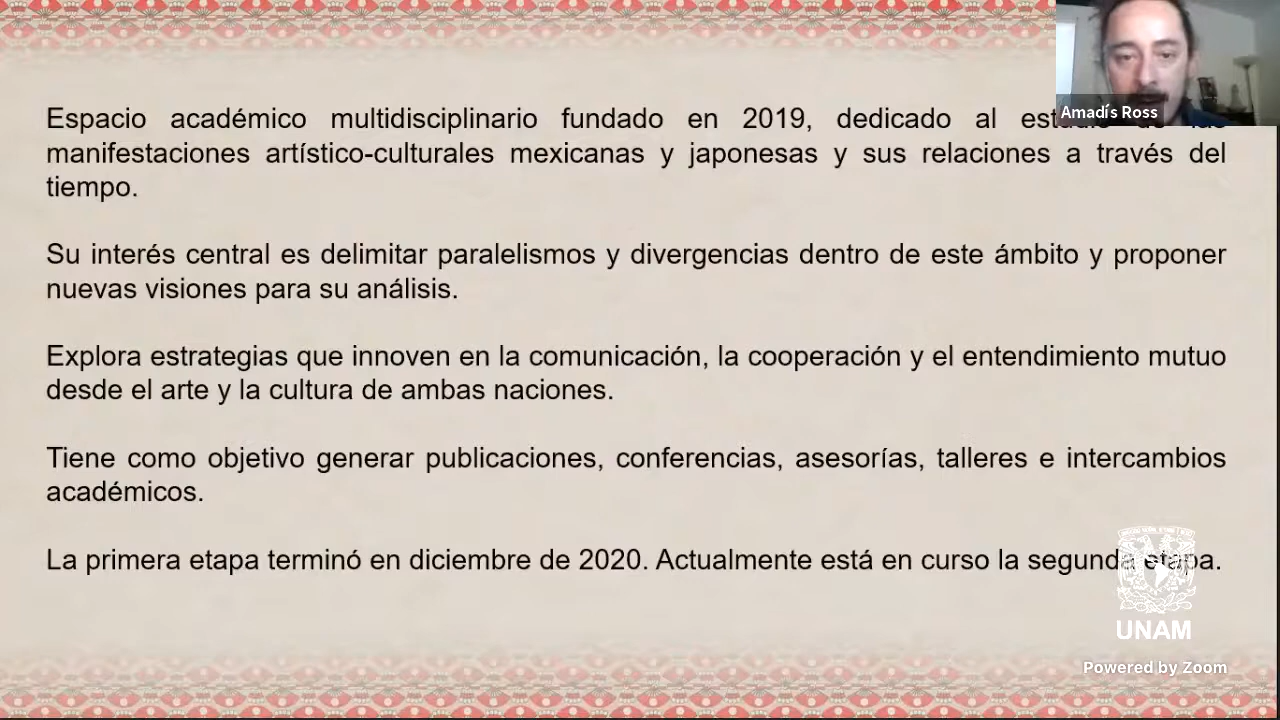 Espacio académico multidisciplinario fundado en 2019, dedicado al estudio de las
manifestaciones artístico-culturales mexicanas y japonesas y sus relaciones a través del
tiempo.
Su interés central es delimitar paralelismos y divergencias dentro de este ámbito y proponer
nuevas visiones para su análisis.
Explora estrategias que innoven en la comunicación, la cooperación y el entendimiento mutuo
desde el arte y la cultura de ambas naciones.
Tiene como objetivo generar publicaciones, conferencias, asesorías, talleres e intercambios
académicos.
La primera etapa terminó en diciembre de 2020. Actualmente está en curso la segunda etapa.
Amadís Ross
UNAM
Powered by Zoom